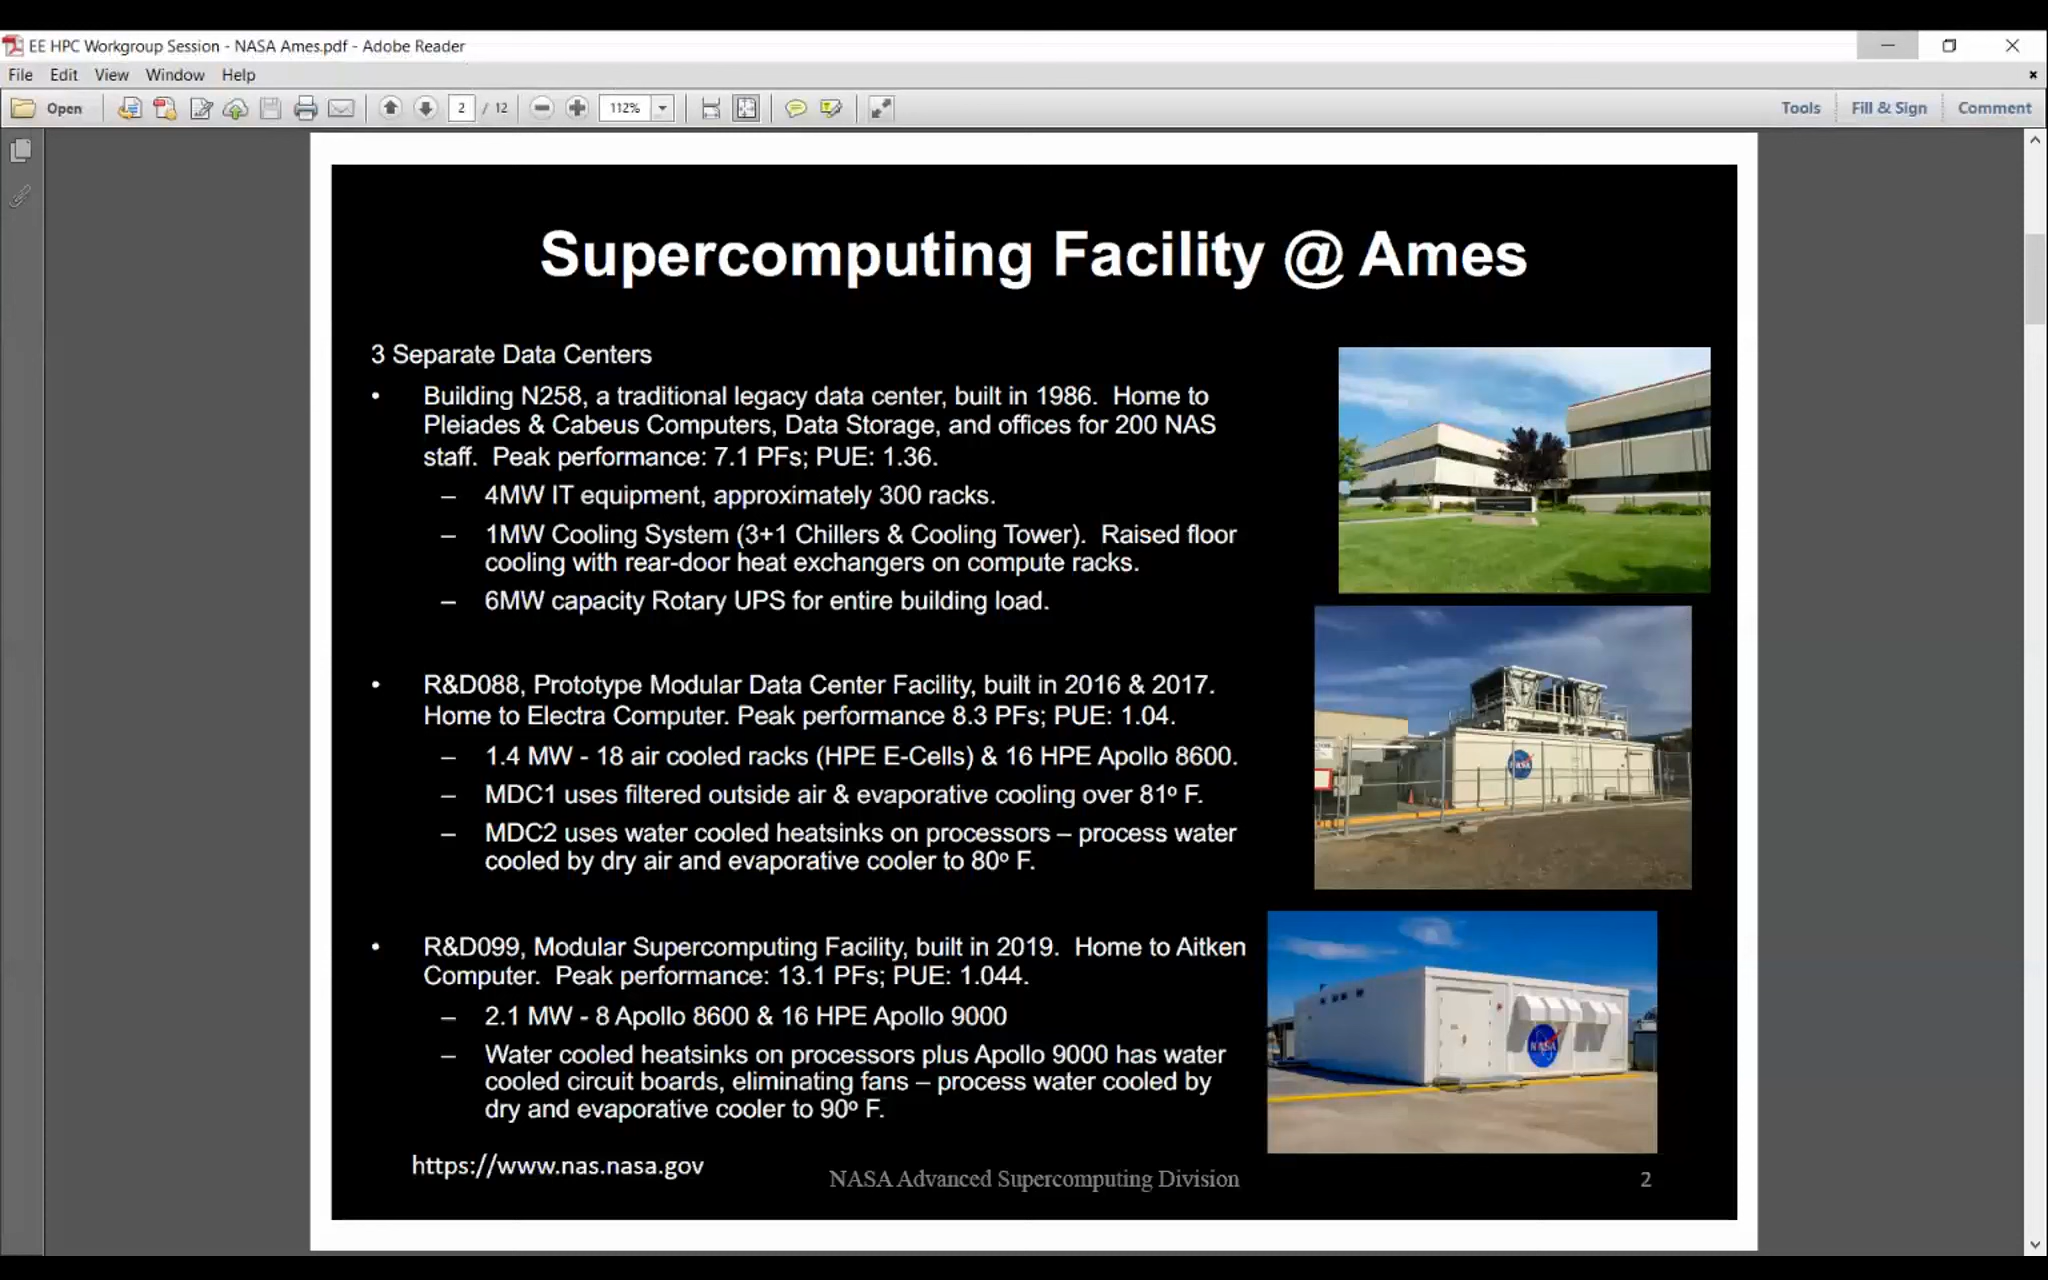 EE HPC Workgroup Session - NASA Ames.pdf - Adobe Reader
File Edit View Window Help
Open 2 / 12 112% Tools Fill & Sign Comment
Supercomputing Facility @ Ames
3 Separate Data Centers
• Building N258, a traditional legacy data center, built in 1986. Home to
Pleiades & Cabeus Computers, Data Storage, and offices for 200 NAS
staff. Peak performance: 7.1 PFs; PUE: 1.36.
– 4MW IT equipment, approximately 300 racks.
– 1MW Cooling System (3+1 Chillers & Cooling Tower). Raised floor
cooling with rear-door heat exchangers on compute racks.
– 6MW capacity Rotary UPS for entire building load.
• R&D088, Prototype Modular Data Center Facility, built in 2016 & 2017.
Home to Electra Computer. Peak performance 8.3 PFs; PUE: 1.04.
– 1.4 MW - 18 air cooled racks (HPE E-Cells) & 16 HPE Apollo 8600.
– MDC1 uses filtered outside air & evaporative cooling over 81º F.
– MDC2 uses water cooled heatsinks on processors – process water
cooled by dry air and evaporative cooler to 80º F.
• R&D099, Modular Supercomputing Facility, built in 2019. Home to Aitken
Computer. Peak performance: 13.1 PFs; PUE: 1.044.
– 2.1 MW - 8 Apollo 8600 & 16 HPE Apollo 9000
– Water cooled heatsinks on processors plus Apollo 9000 has water
cooled circuit boards, eliminating fans – process water cooled by
dry and evaporative cooler to 90º F.
NASA
NASA
https://www.nas.nasa.gov
NASA Advanced Supercomputing Division
2